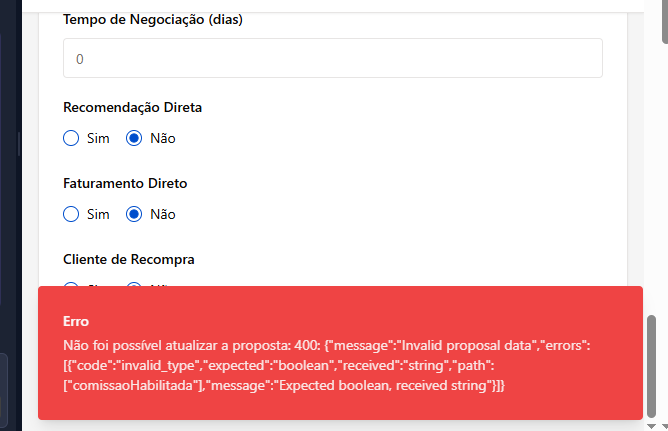 Tempo de Negociação (dias)
0
Recomendação Direta
Sim Não
Faturamento Direto
Sim Não
Cliente de Recompra
Erro
Não foi possível atualizar a proposta: 400: {"message":"Invalid proposal data","errors":
[{"code":"invalid_type","expected":"boolean","received":"string","path":
["comissaoHabilitada"],"message":"Expected boolean, received string"}]}